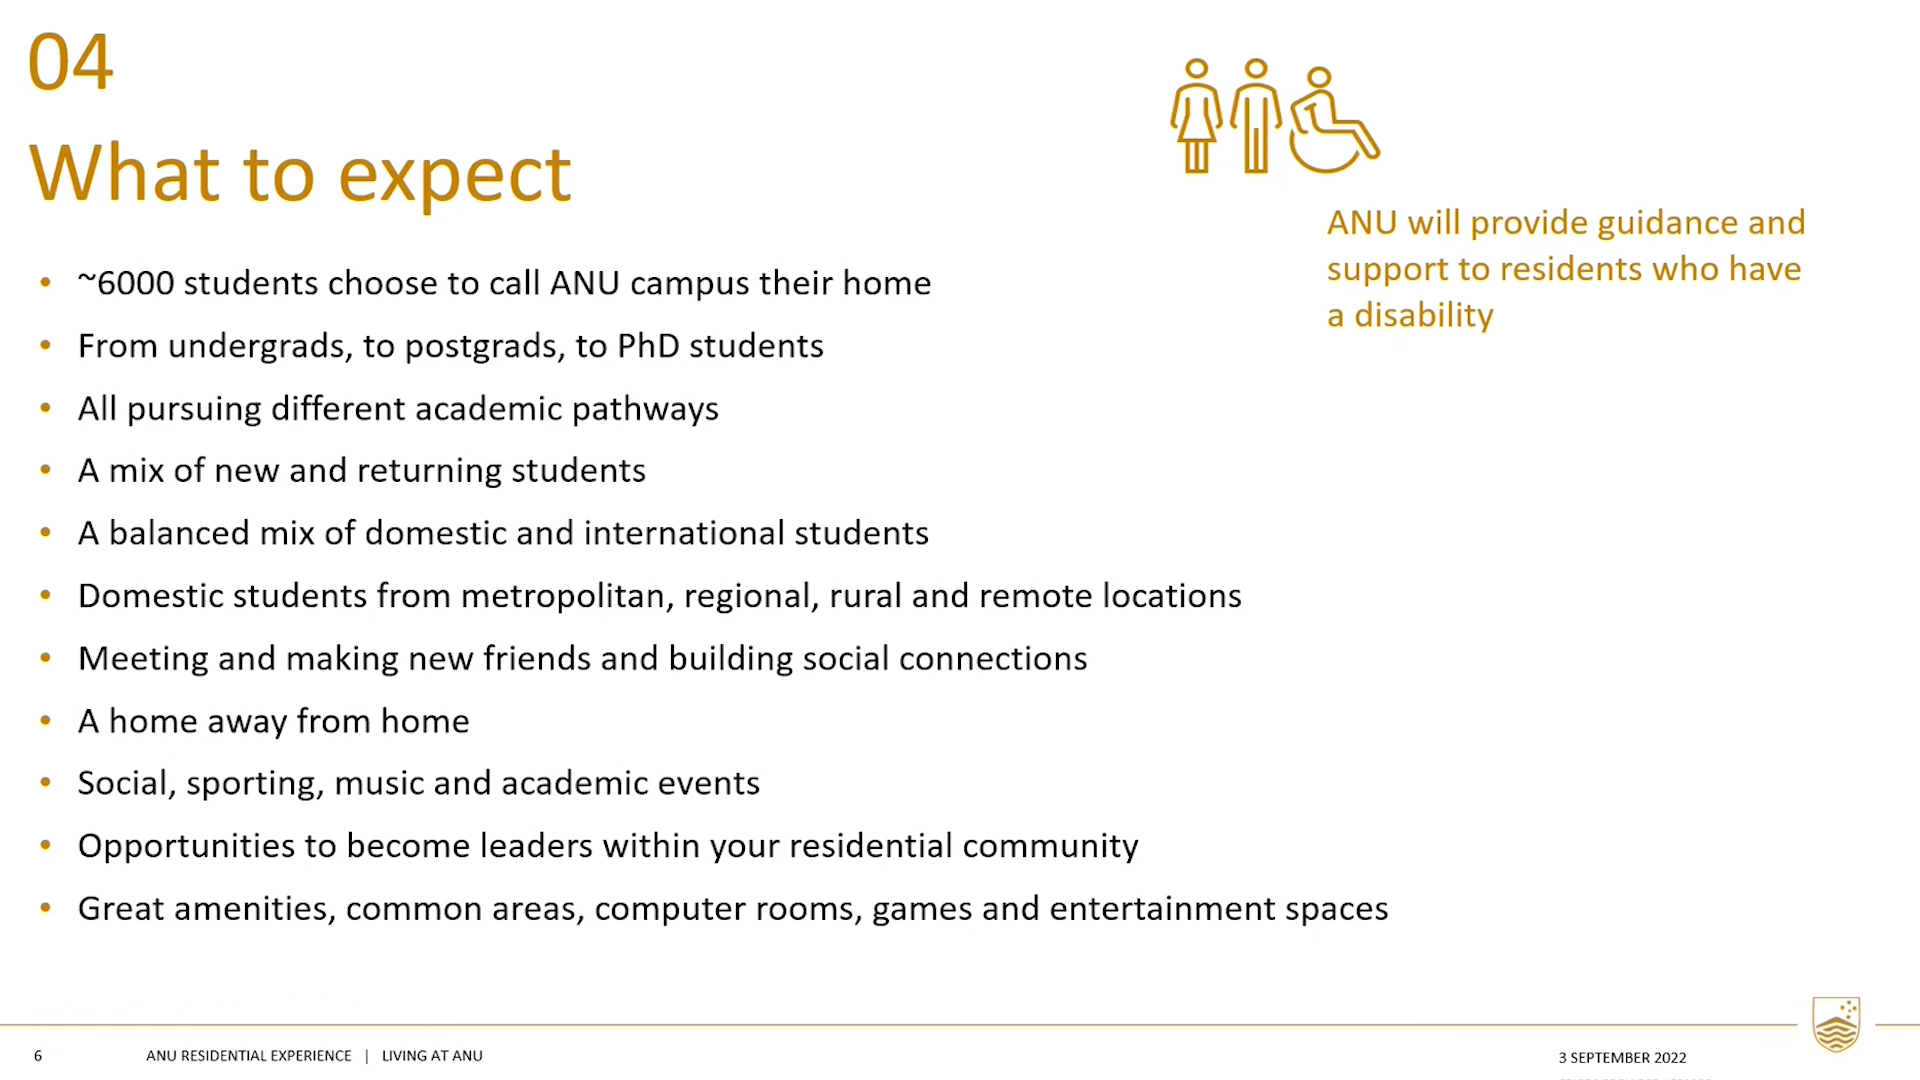 04
What to expect
• ~6000 students choose to call ANU campus their home
• From undergrads, to postgrads, to PhD students
• All pursuing different academic pathways
• A mix of new and returning students
• A balanced mix of domestic and international students
• Domestic students from metropolitan, regional, rural and remote locations
• Meeting and making new friends and building social connections
• A home away from home
• Social, sporting, music and academic events
• Opportunities to become leaders within your residential community
• Great amenities, common areas, computer rooms, games and entertainment spaces
ANU will provide guidance and
support to residents who have
a disability
6 ANU RESIDENTIAL EXPERIENCE | LIVING AT ANU
3 SEPTEMBER 2022